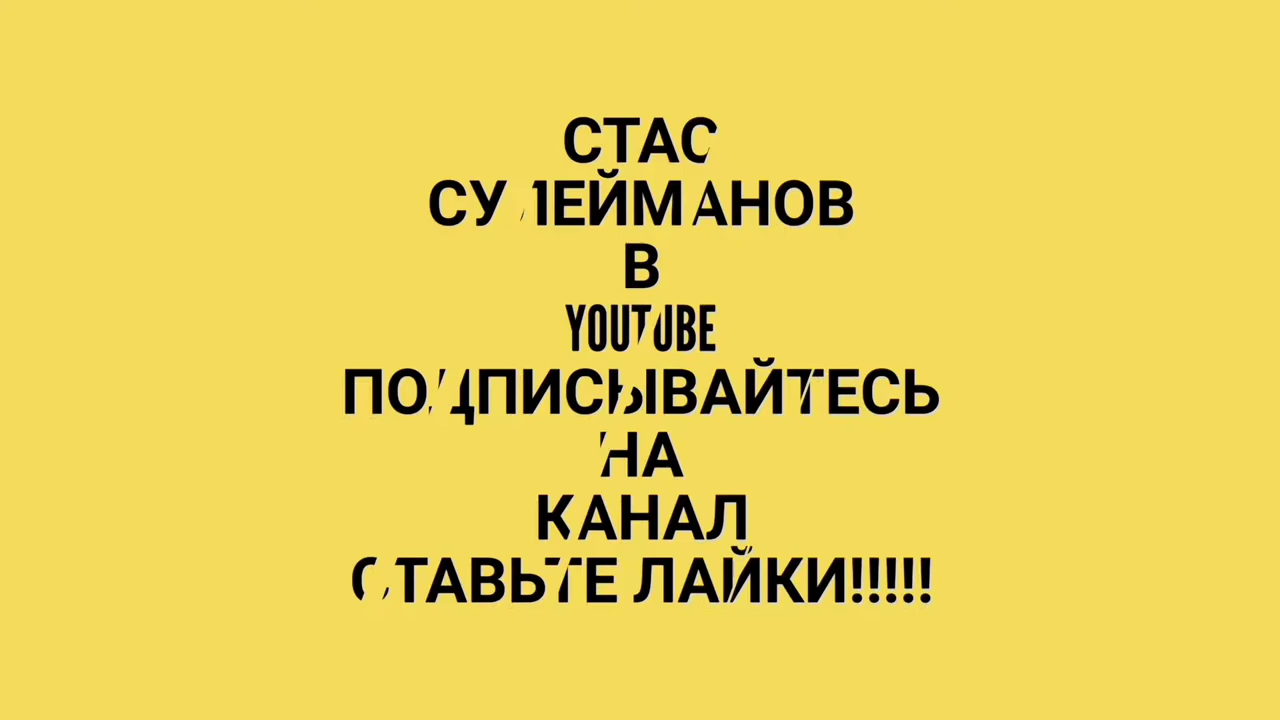 СТАС
СУЛЕЙМАНОВ
В
YOUTUBE
ПОДПИСЫВАЙТЕСЬ
НА
КАНАЛ
СТАВЬТЕ ЛАЙКИ!!!!!